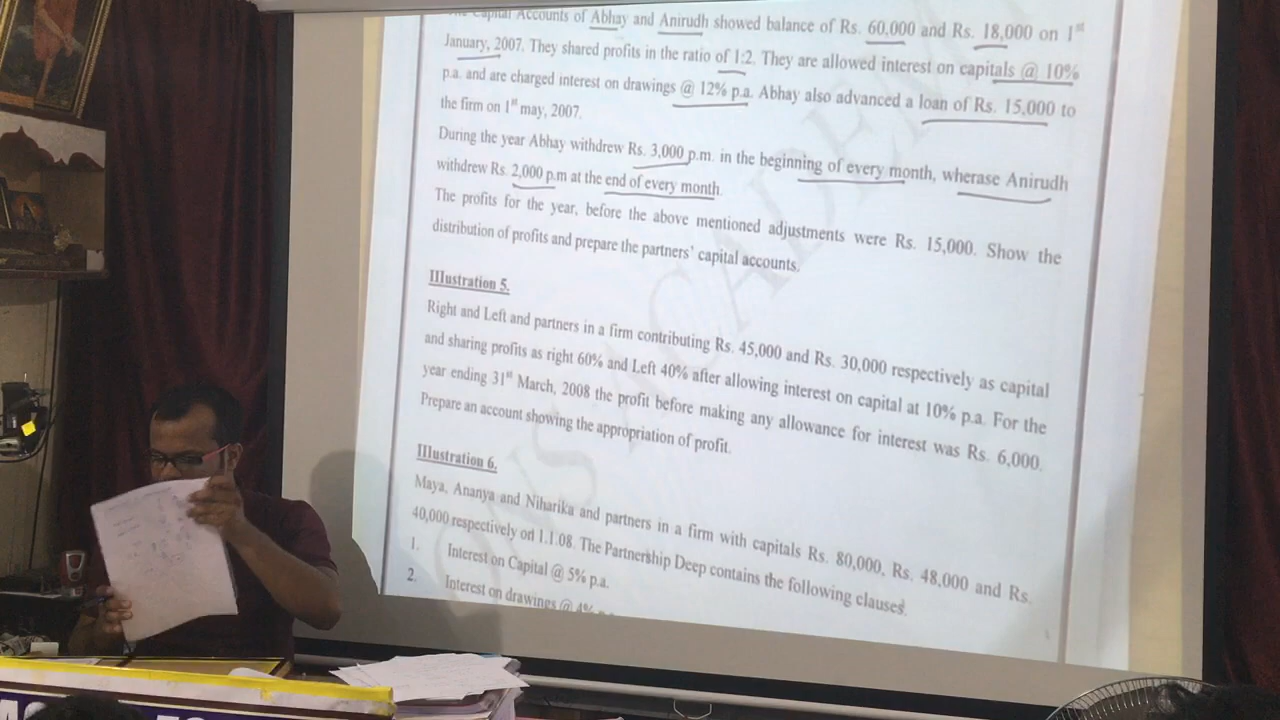 The Capital Accounts of Abhay and Anirudh showed balance of Rs. 60,000 and Rs. 18,000 on 1st
January, 2007. They shared profits in the ratio of 1:2. They are allowed interest on capitals @ 10%
p.a. and are charged interest on drawings @ 12% p.a. Abhay also advanced a loan of Rs. 15,000 to
the firm on 1st may, 2007.
During the year Abhay withdrew Rs. 3,000 p.m. in the beginning of every month, wherase Anirudh
withdrew Rs. 2,000 p.m at the end of every month.
The profits for the year, before the above mentioned adjustments were Rs. 15,000. Show the
distribution of profits and prepare the partners' capital accounts.
Illustration 5.
Right and Left and partners in a firm contributing Rs. 45,000 and Rs. 30,000 respectively as capital
and sharing profits as right 60% and Left 40% after allowing interest on capital at 10% p.a. For the
year ending 31st March, 2008 the profit before making any allowance for interest was Rs. 6,000.
Prepare an account showing the appropriation of profit.
Illustration 6.
Maya, Ananya and Niharika and partners in a firm with capitals Rs. 80,000, Rs. 48,000 and Rs.
40,000 respectively on 1.1.08. The Partnership Deep contains the following clauses.
1. Interest on Capital @ 5% p.a.
2. Interest on drawings @ 4%